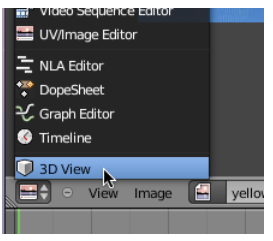 Video Sequence Editor
UV/Image Editor
NLA Editor
DopeSheet
Graph Editor
Timeline
3D View
View Image yellow